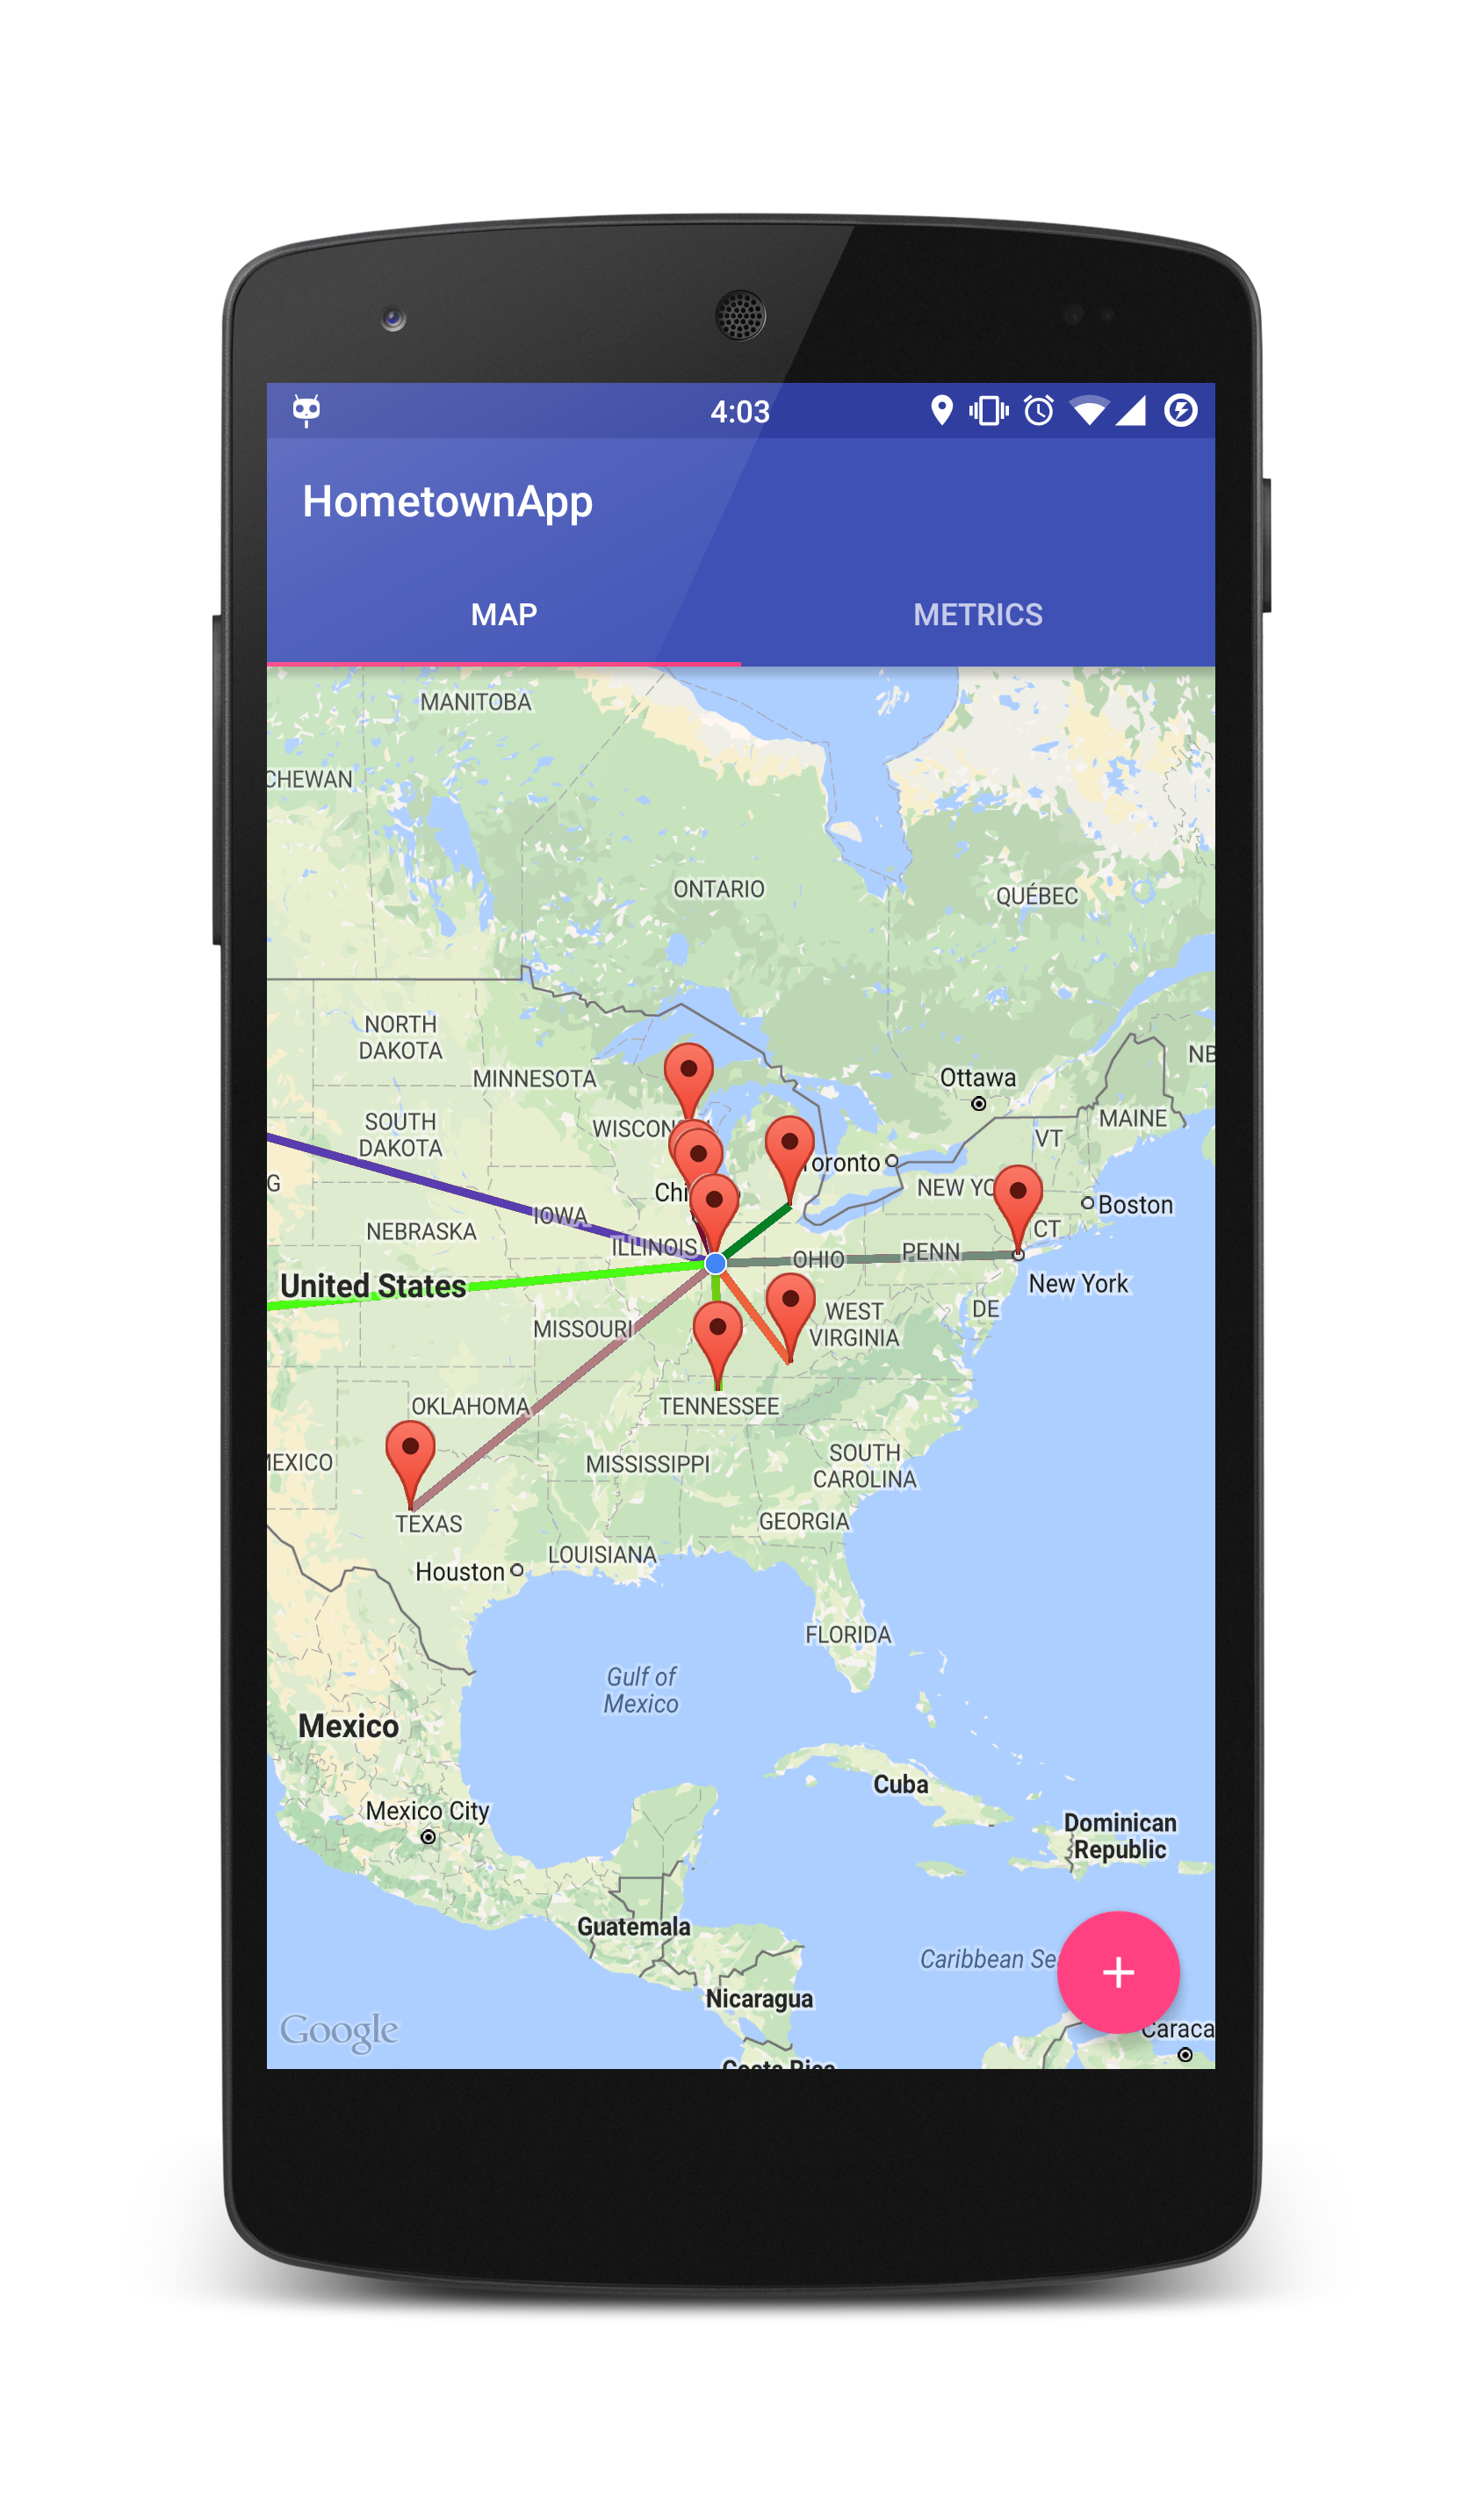 4:03
HometownApp
MAP
METRICS
MANITOBA
CHEWAN
ONTARIO
QUÉBEC
NORTH
DAKOTA
MINNESOTA
Ottawa
NB
SOUTH
DAKOTA
WISCON
MAINE
VT
Toronto
G
Chi
NEW YO
Boston
NEBRASKA
IOWA
CT
ILLINOIS
OHIO
PENN
United States
New York
MISSOURI
WEST
VIRGINIA
DE
OKLAHOMA
TENNESSEE
MEXICO
MISSISSIPPI
SOUTH
CAROLINA
TEXAS
GEORGIA
LOUISIANA
Houston
FLORIDA
Gulf of
Mexico
Mexico
Cuba
Mexico City
Dominican
Republic
Guatemala
Caribbean Se
+
Nicaragua
Google
Caraca
Costa Rica